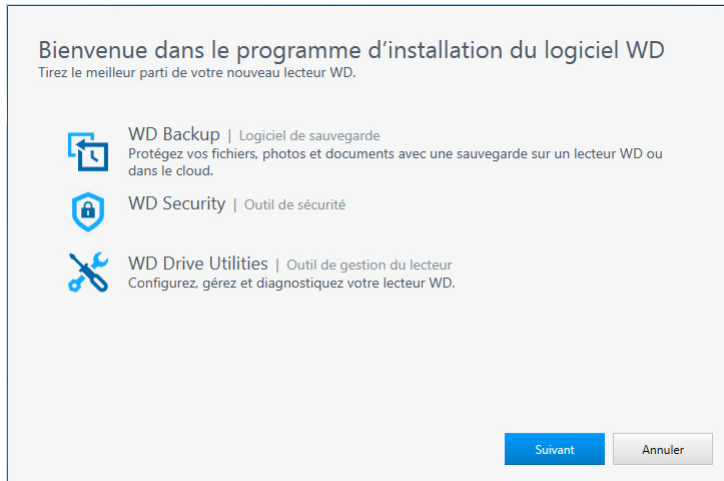 Bienvenue dans le programme d'installation du logiciel WD
Tirez le meilleur parti de votre nouveau lecteur WD.
WD Backup | Logiciel de sauvegarde
Protégez vos fichiers, photos et documents avec une sauvegarde sur un lecteur WD ou
dans le cloud.
WD Security | Outil de sécurité
WD Drive Utilities | Outil de gestion du lecteur
Configurez, gérez et diagnostiquez votre lecteur WD.
Suivant
Annuler